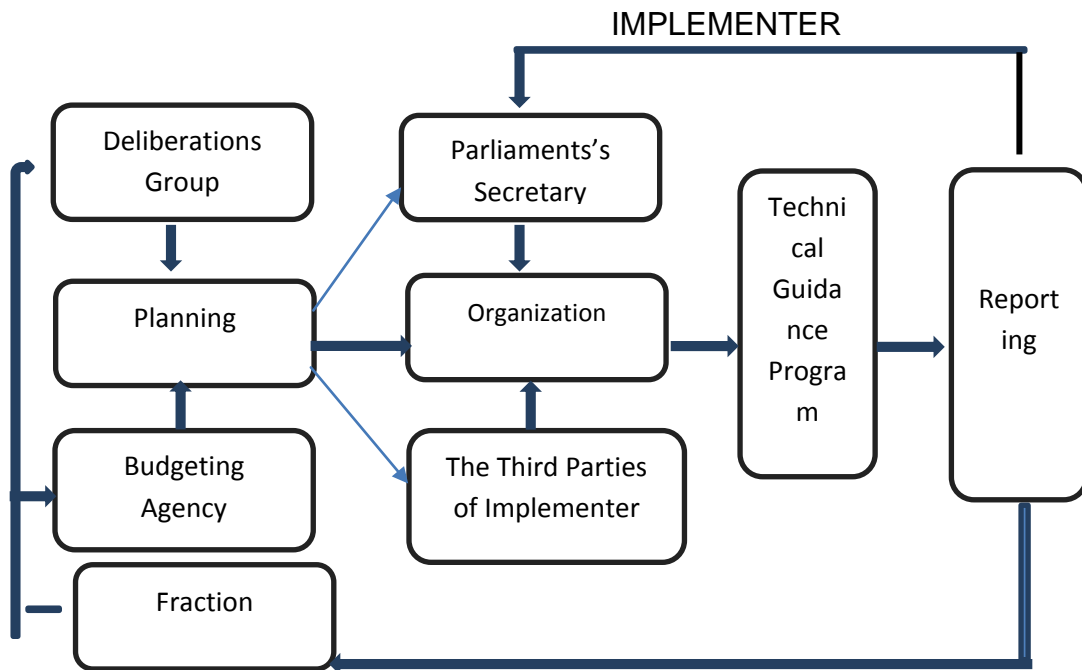 IMPLEMENTER
Deliberations
Group
Parliaments's
Secretary
Planning
Organization
Techni
cal
Guida
nce
Progra
m
Report
ing
Budgeting
Agency
The Third Parties
of Implementer
Fraction